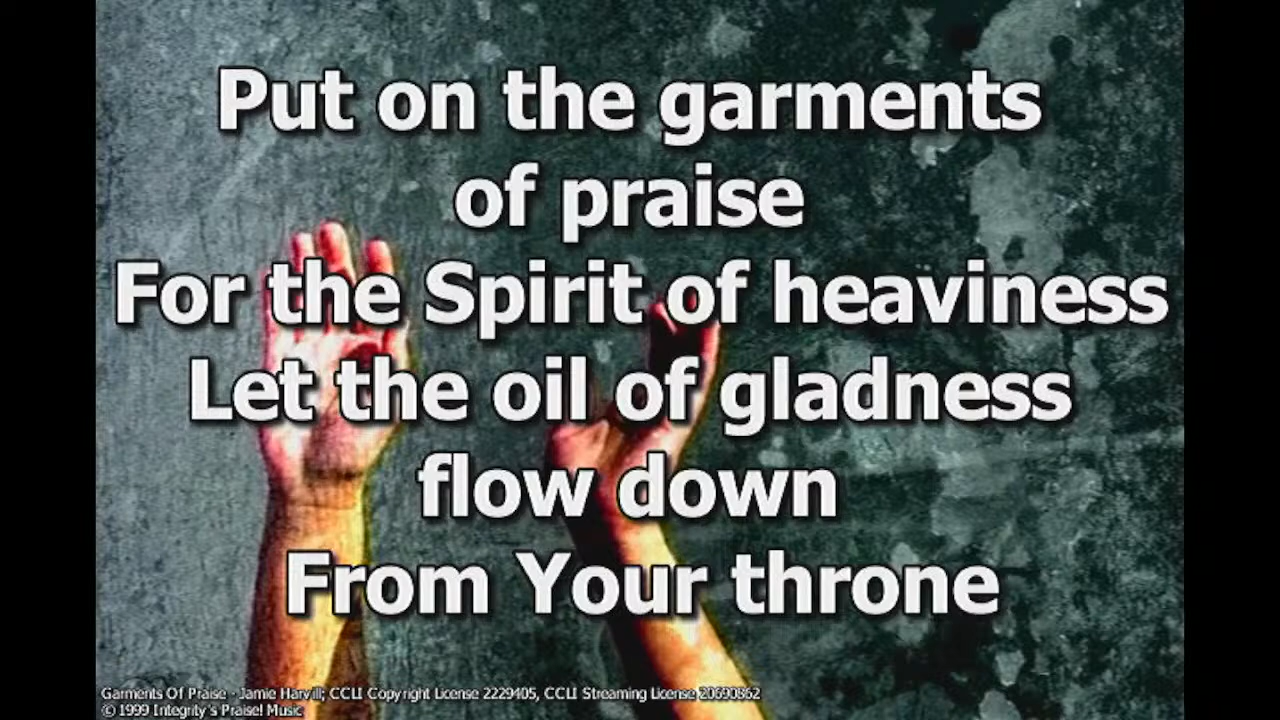 Put on the garments
of praise
For the Spirit of heaviness
Let the oil of gladness
flow down
From Your throne
Garments Of Praise - Jamie Harvill; CCLI Copyright License 2229405, CCLI Streaming License 20690862
© 1999 Integrity's Praise! Music